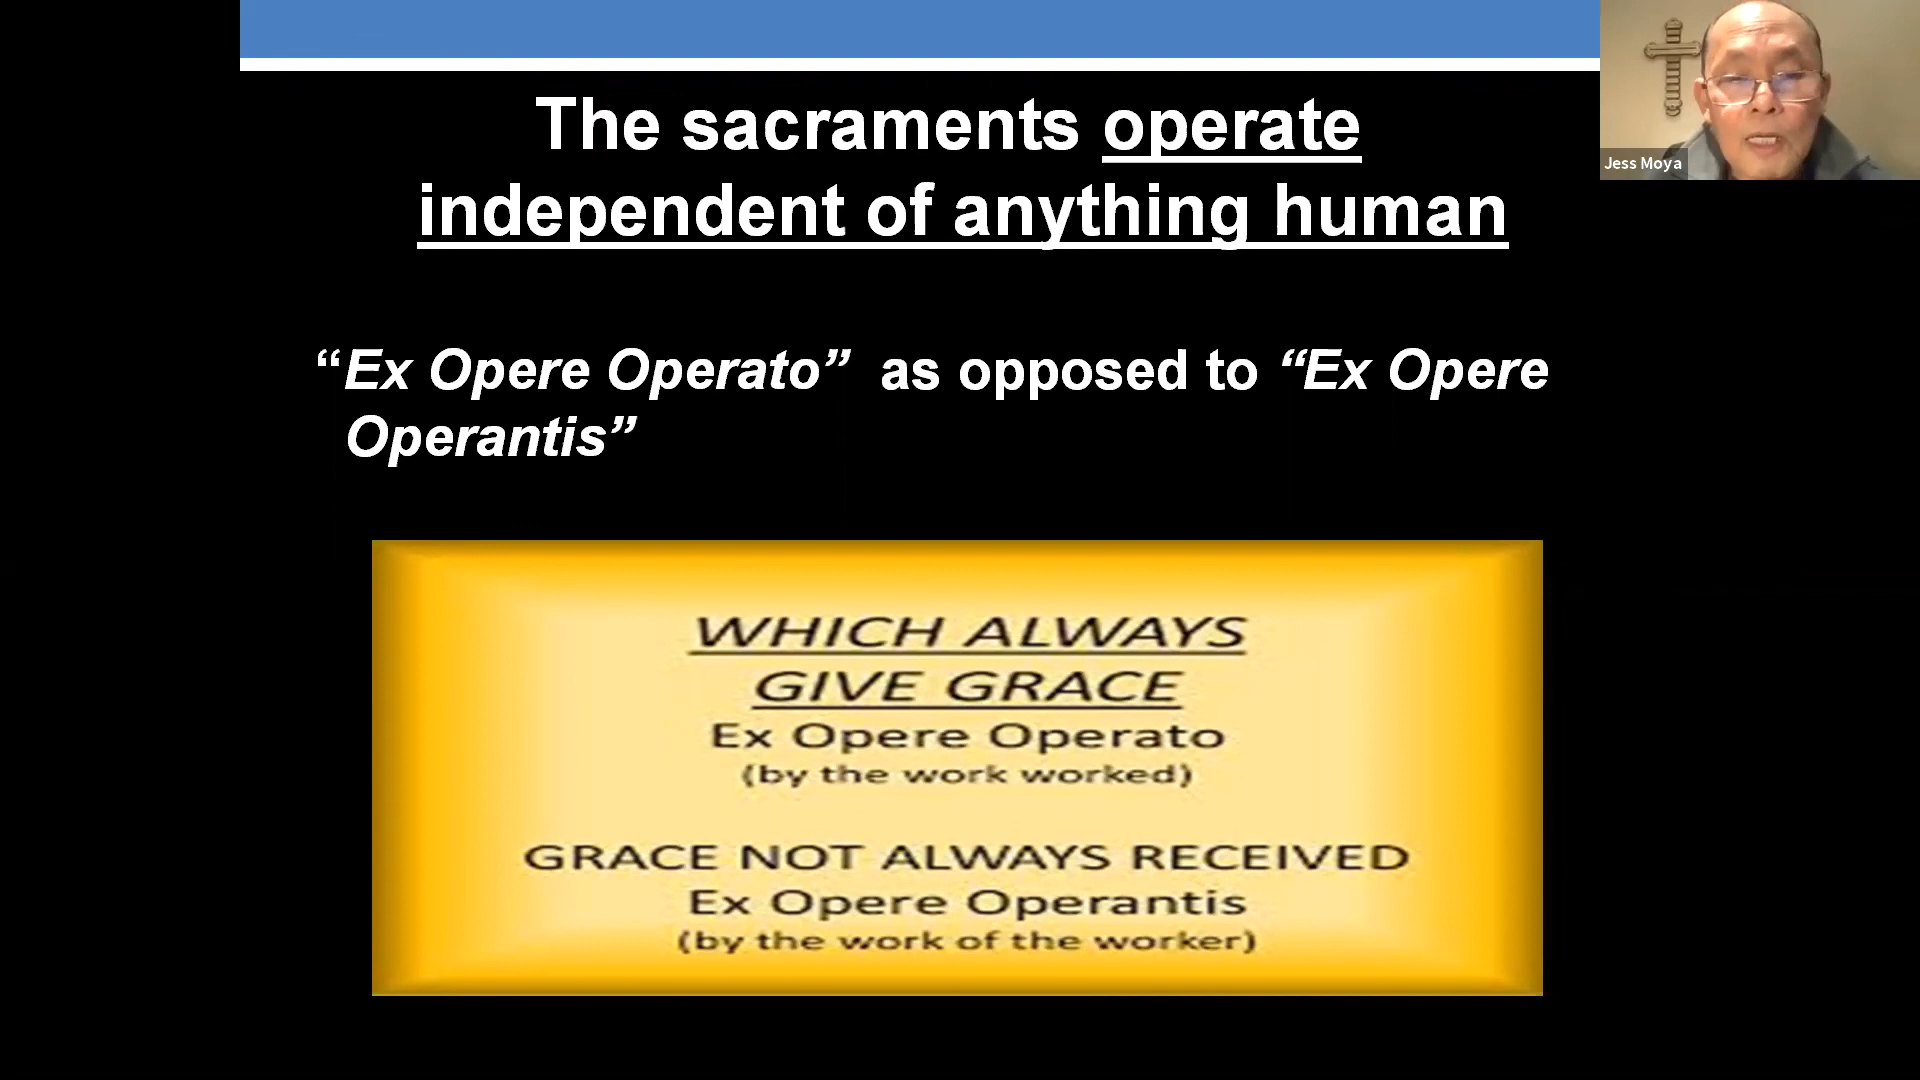 The sacraments operate
independent of anything human
“Ex Opere Operato”  as opposed to “Ex Opere
Operantis”
WHICH ALWAYS
GIVE GRACE
Ex Opere Operato
(by the work worked)
GRACE NOT ALWAYS RECEIVED
Ex Opere Operantis
(by the work of the worker)
Jess Moya